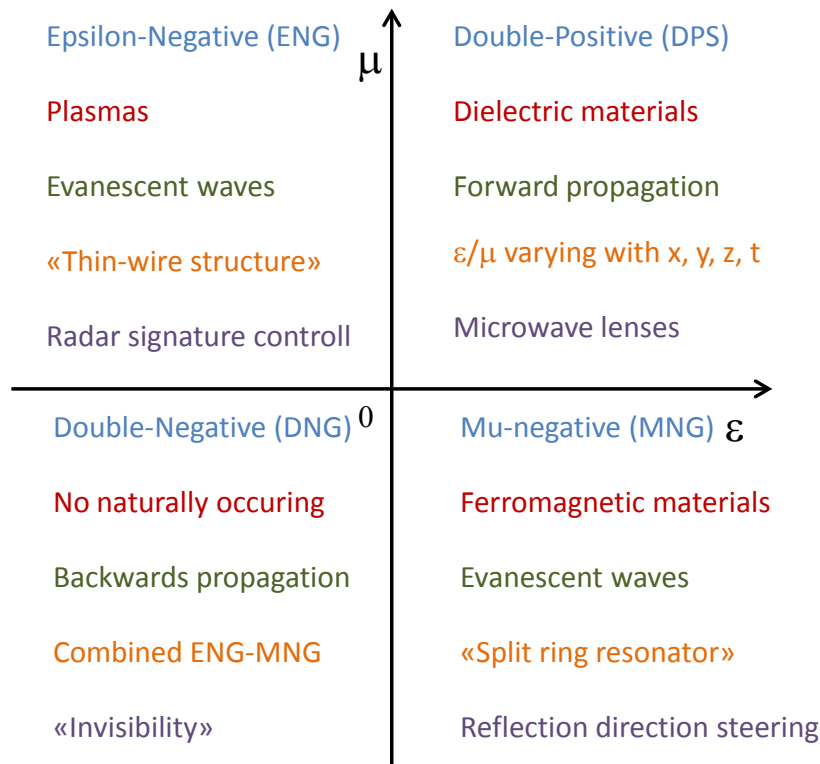 Epsilon-Negative (ENG)
μ
Plasmas
Evanescent waves
«Thin-wire structure»
Radar signature controll
Double-Positive (DPS)
Dielectric materials
Forward propagation
ε/μ varying with x, y, z, t
Microwave lenses
Double-Negative (DNG)
0
No naturally occuring
Backwards propagation
Combined ENG-MNG
«Invisibility»
Mu-negative (MNG)
ε
Ferromagnetic materials
Evanescent waves
«Split ring resonator»
Reflection direction steering